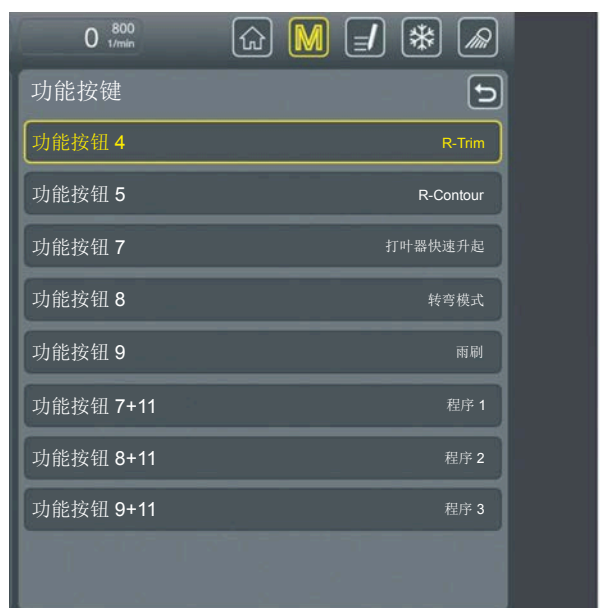 0 800
1/min
M
功能按键
功能按钮 4 R-Trim
功能按钮 5 R-Contour
功能按钮 7 打叶器快速升起
功能按钮 8 转弯模式
功能按钮 9 雨刷
功能按钮 7+11 程序 1
功能按钮 8+11 程序 2
功能按钮 9+11 程序 3